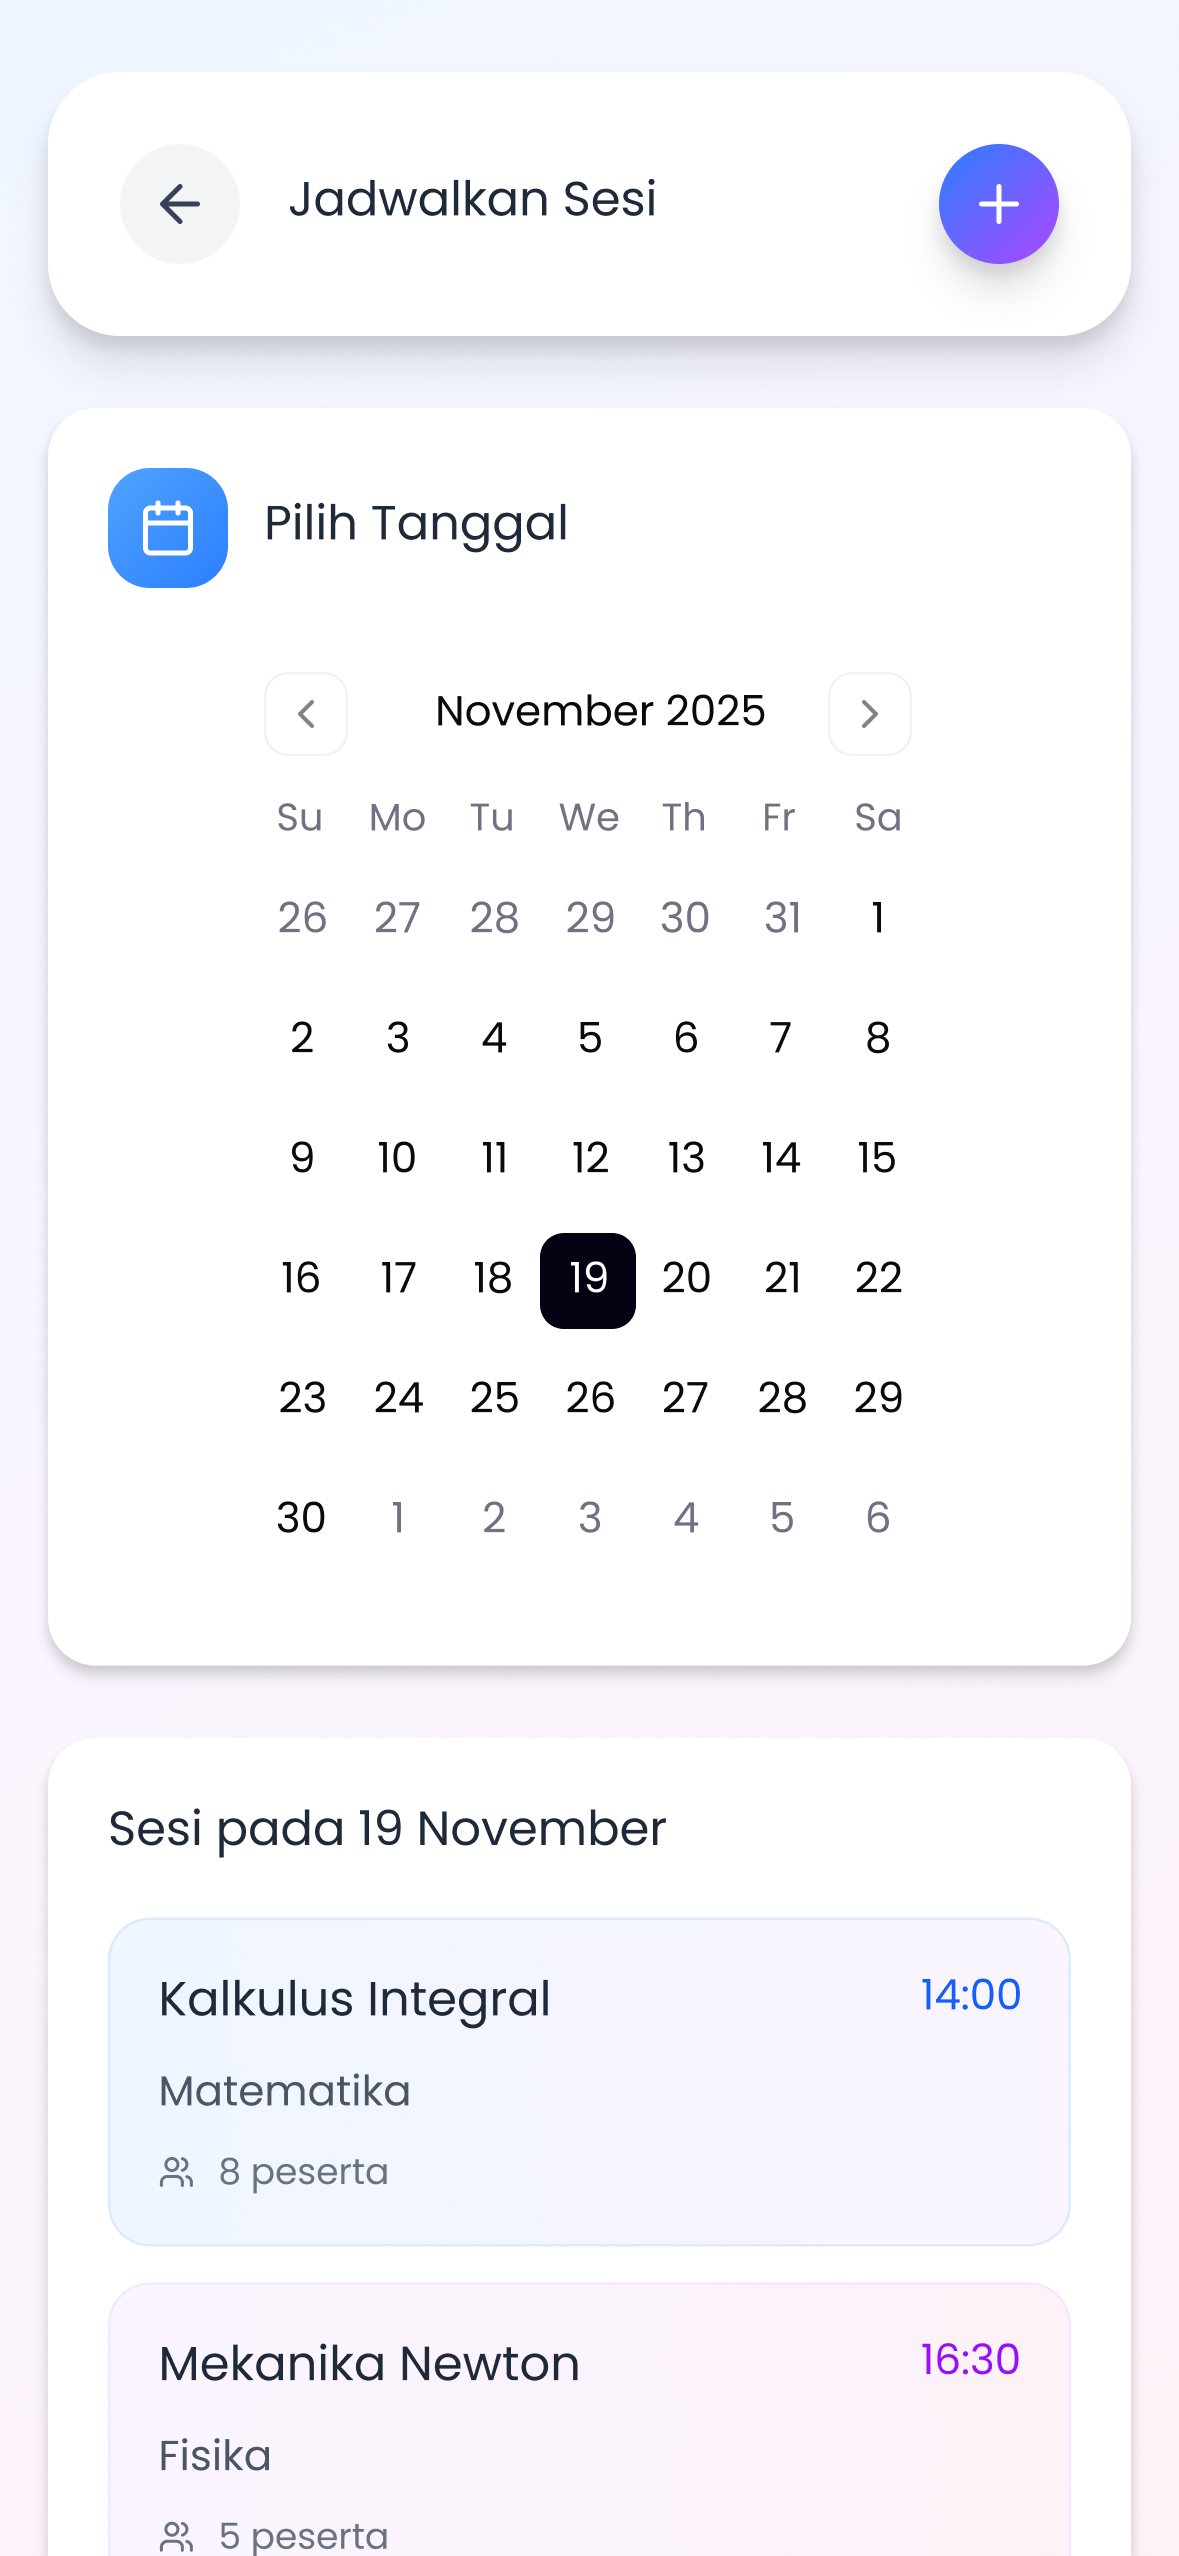 Jadwalkan Sesi
Pilih Tanggal
November 2025
Su Mo Tu We Th Fr Sa
26 27 28 29 30 31 1
2 3 4 5 6 7 8
9 10 11 12 13 14 15
16 17 18 19 20 21 22
23 24 25 26 27 28 29
30 1 2 3 4 5 6
Sesi pada 19 November
Kalkulus Integral 14:00
Matematika
8 peserta
Mekanika Newton 16:30
Fisika
5 peserta